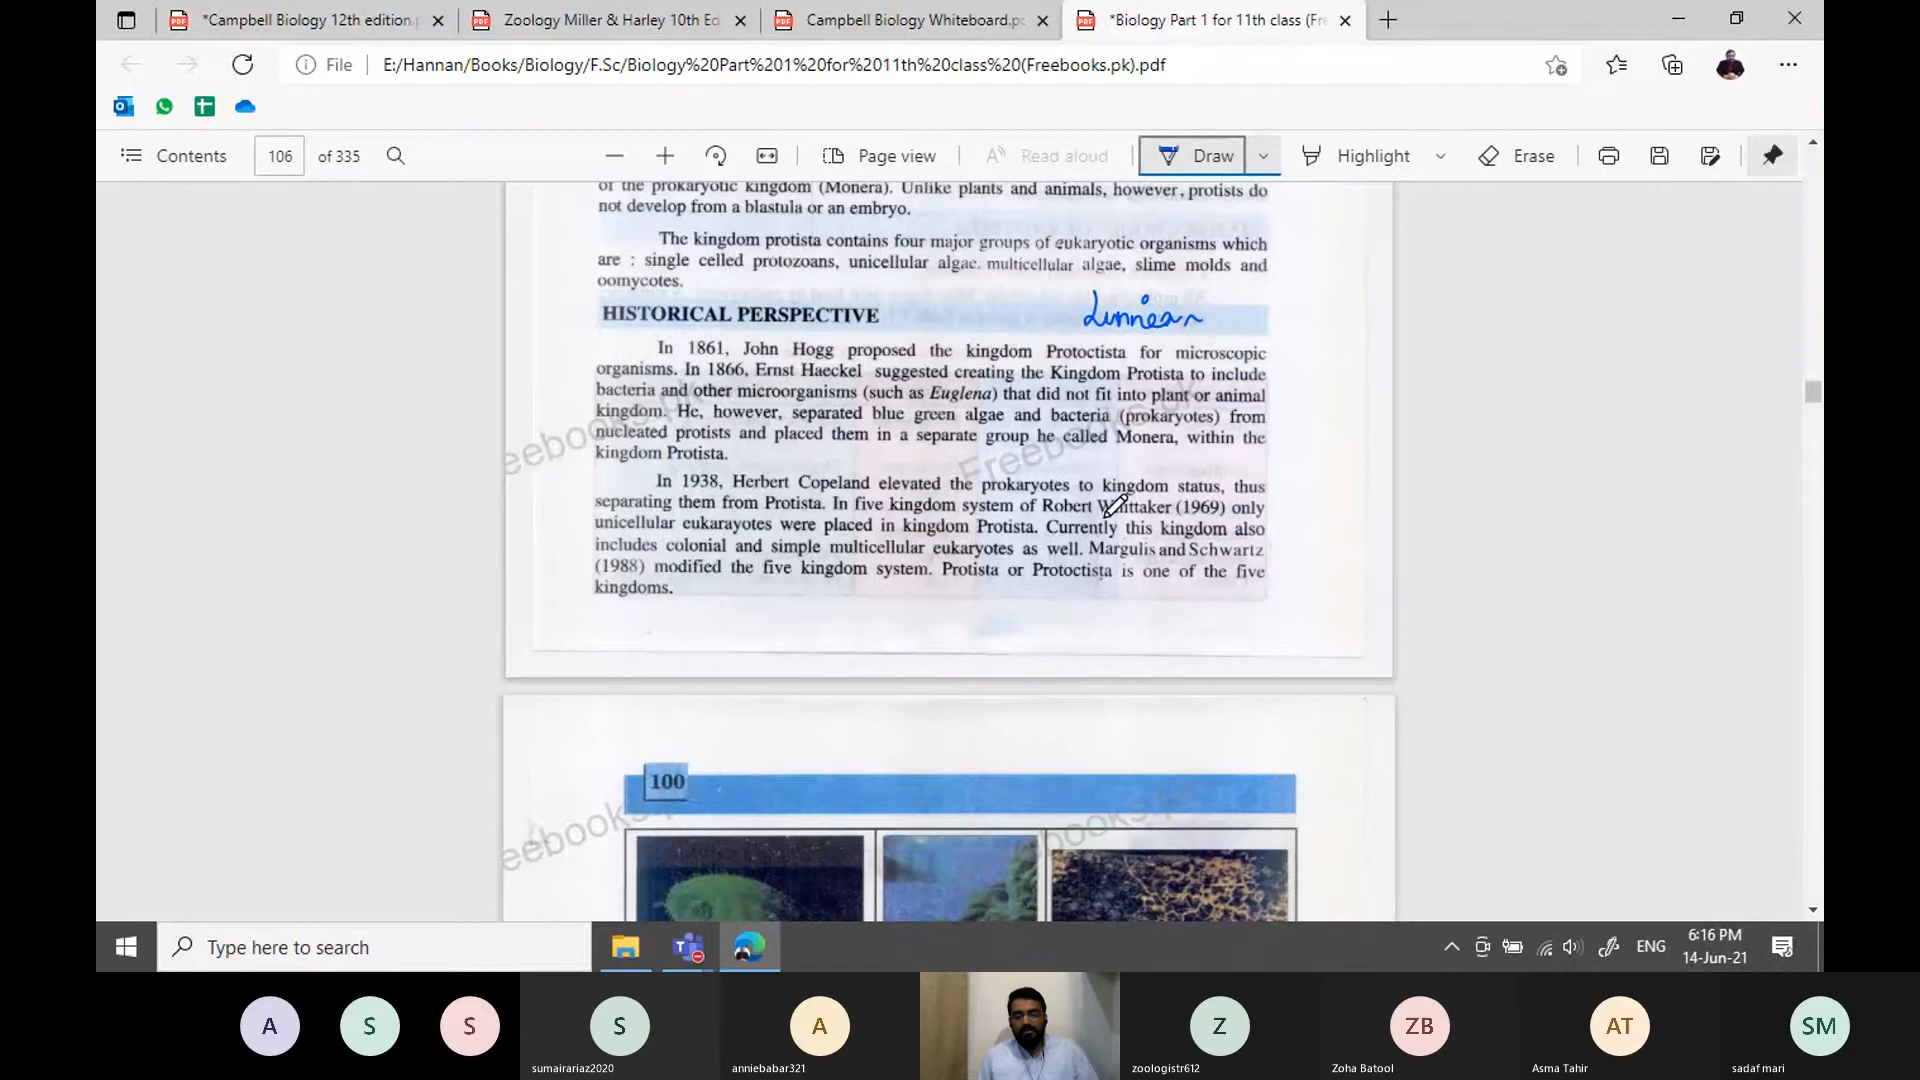 *Campbell Biology 12th edition.p
Zoology Miller & Harley 10th Ed
Campbell Biology Whiteboard.pd
*Biology Part 1 for 11th class (Fre
File
E:/Hannan/Books/Biology/F.Sc/Biology%20Part%201%20for%2011th%20class%20(Freebooks.pk).pdf
Contents
106
of 335
Page view
Read aloud
Draw
Highlight
Erase
of the prokaryotic kingdom (Monera). Unlike plants and animals, however, protists do
not develop from a blastula or an embryo.
The kingdom protista contains four major groups of eukaryotic organisms which
are : single celled protozoans, unicellular algae. multicellular algae, slime molds and
oomycetes.
HISTORICAL PERSPECTIVE
Linnean
In 1861, John Hogg proposed the kingdom Protoctista for microscopic
organisms. In 1866, Ernst Haeckel suggested creating the Kingdom Protista to include
bacteria and other microorganisms (such as Euglena) that did not fit into plant or animal
kingdom. He, however, separated blue green algae and bacteria (prokaryotes) from
nucleated protists and placed them in a separate group he called Monera, within the
kingdom Protista.
In 1938, Herbert Copeland elevated the prokaryotes to kingdom status, thus
separating them from Protista. In five kingdom system of Robert Whittaker (1969) only
unicellular eukarayotes were placed in kingdom Protista. Currently this kingdom also
includes colonial and simple multicellular eukaryotes as well. Margulis and Schwartz
(1988) modified the five kingdom system. Protista or Protoctista is one of the five
kingdoms.
reebooks.pk
Freebooks.pk
100
reebooks.p
Freebooks.pk
Type here to search
ENG
6:16 PM
14-Jun-21
A
S
S
S
A
Z
ZB
AT
SM
sumairariaz2020
anniebabar321
zoologistr612
Zoha Batool
Asma Tahir
sadaf mari